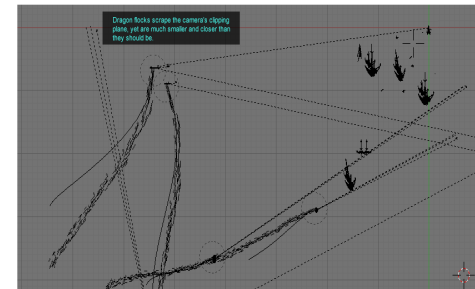 Dragon flocks scrape the camera's clipping
plane, yet are much smaller and closer than
they should be.